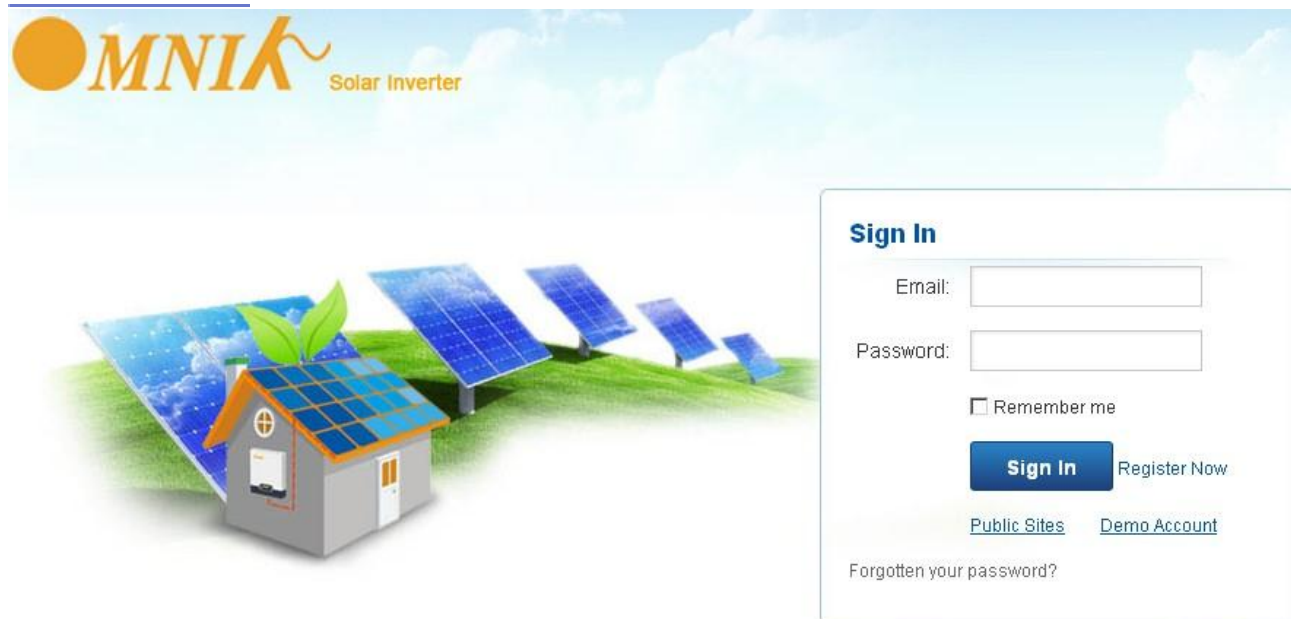 OMNIK Solar Inverter
Sign In
Email:
Password:
Remember me
Sign In Register Now
Public Sites Demo Account
Forgotten your password?